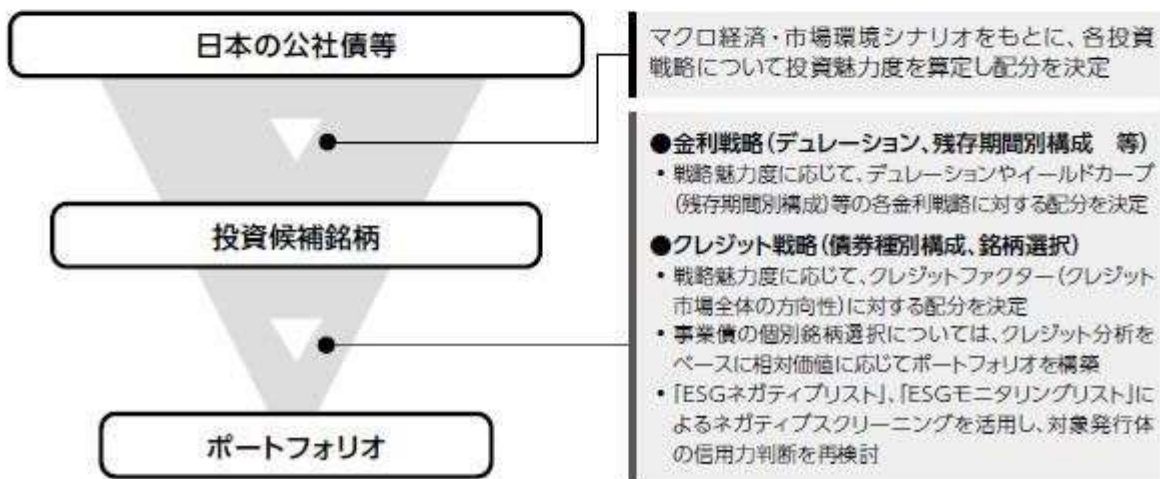 日本の公社債等
マクロ経済・市場環境シナリオをもとに、各投資
戦略について投資魅力度を算定し配分を決定
投資候補銘柄
●金利戦略(デュレーション、残存期間別構成　等)
• 戦略魅力度に応じて、デュレーションやイールドカーブ
(残存期間別構成)等の各金利戦略に対する配分を決定
●クレジット戦略(債券種別構成、銘柄選択)
• 戦略魅力度に応じて、クレジットファクター(クレジット
市場全体の方向性)に対する配分を決定
• 事業債の個別銘柄選択については、クレジット分析を
ベースに相対価値に応じてポートフォリオを構築
• 「ESGネガティブリスト」、「ESGモニタリングリスト」に
よるネガティブスクリーニングを活用し、対象発行体
の信用力判断を再検討
ポートフォリオ